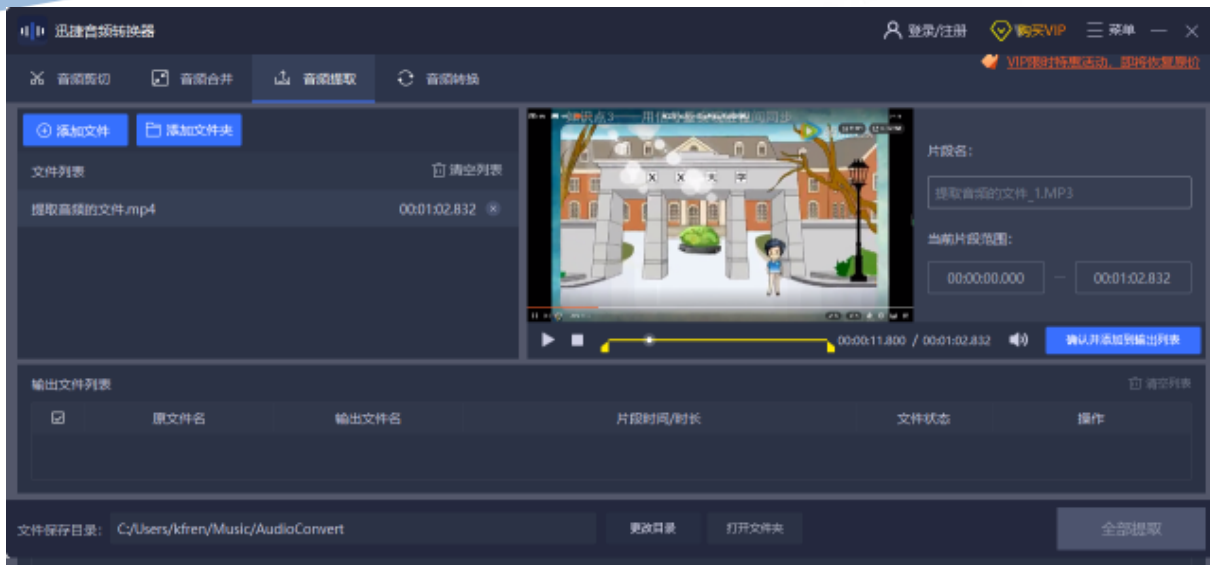 迅捷音频转换器
登录/注册 购买VIP 菜单
音频剪切 音频合并 音频提取 音频转换
VIP限时特惠活动，即将恢复原价
添加文件 添加文件夹
文件列表 清空列表
提取音频的文件.mp4 00:01:02.832
X X 大学
片段名:
提取音频的文件_1.MP3
当前片段范围:
00:00:00.000 — 00:01:02.832
00:00:11.800 / 00:01:02.832 确认并添加到输出列表
输出文件列表 清空列表
原文件名 输出文件名 片段时间/时长 文件状态 操作
文件保存目录: C:/Users/kfren/Music/AudioConvert 更改目录 打开文件夹 全部提取